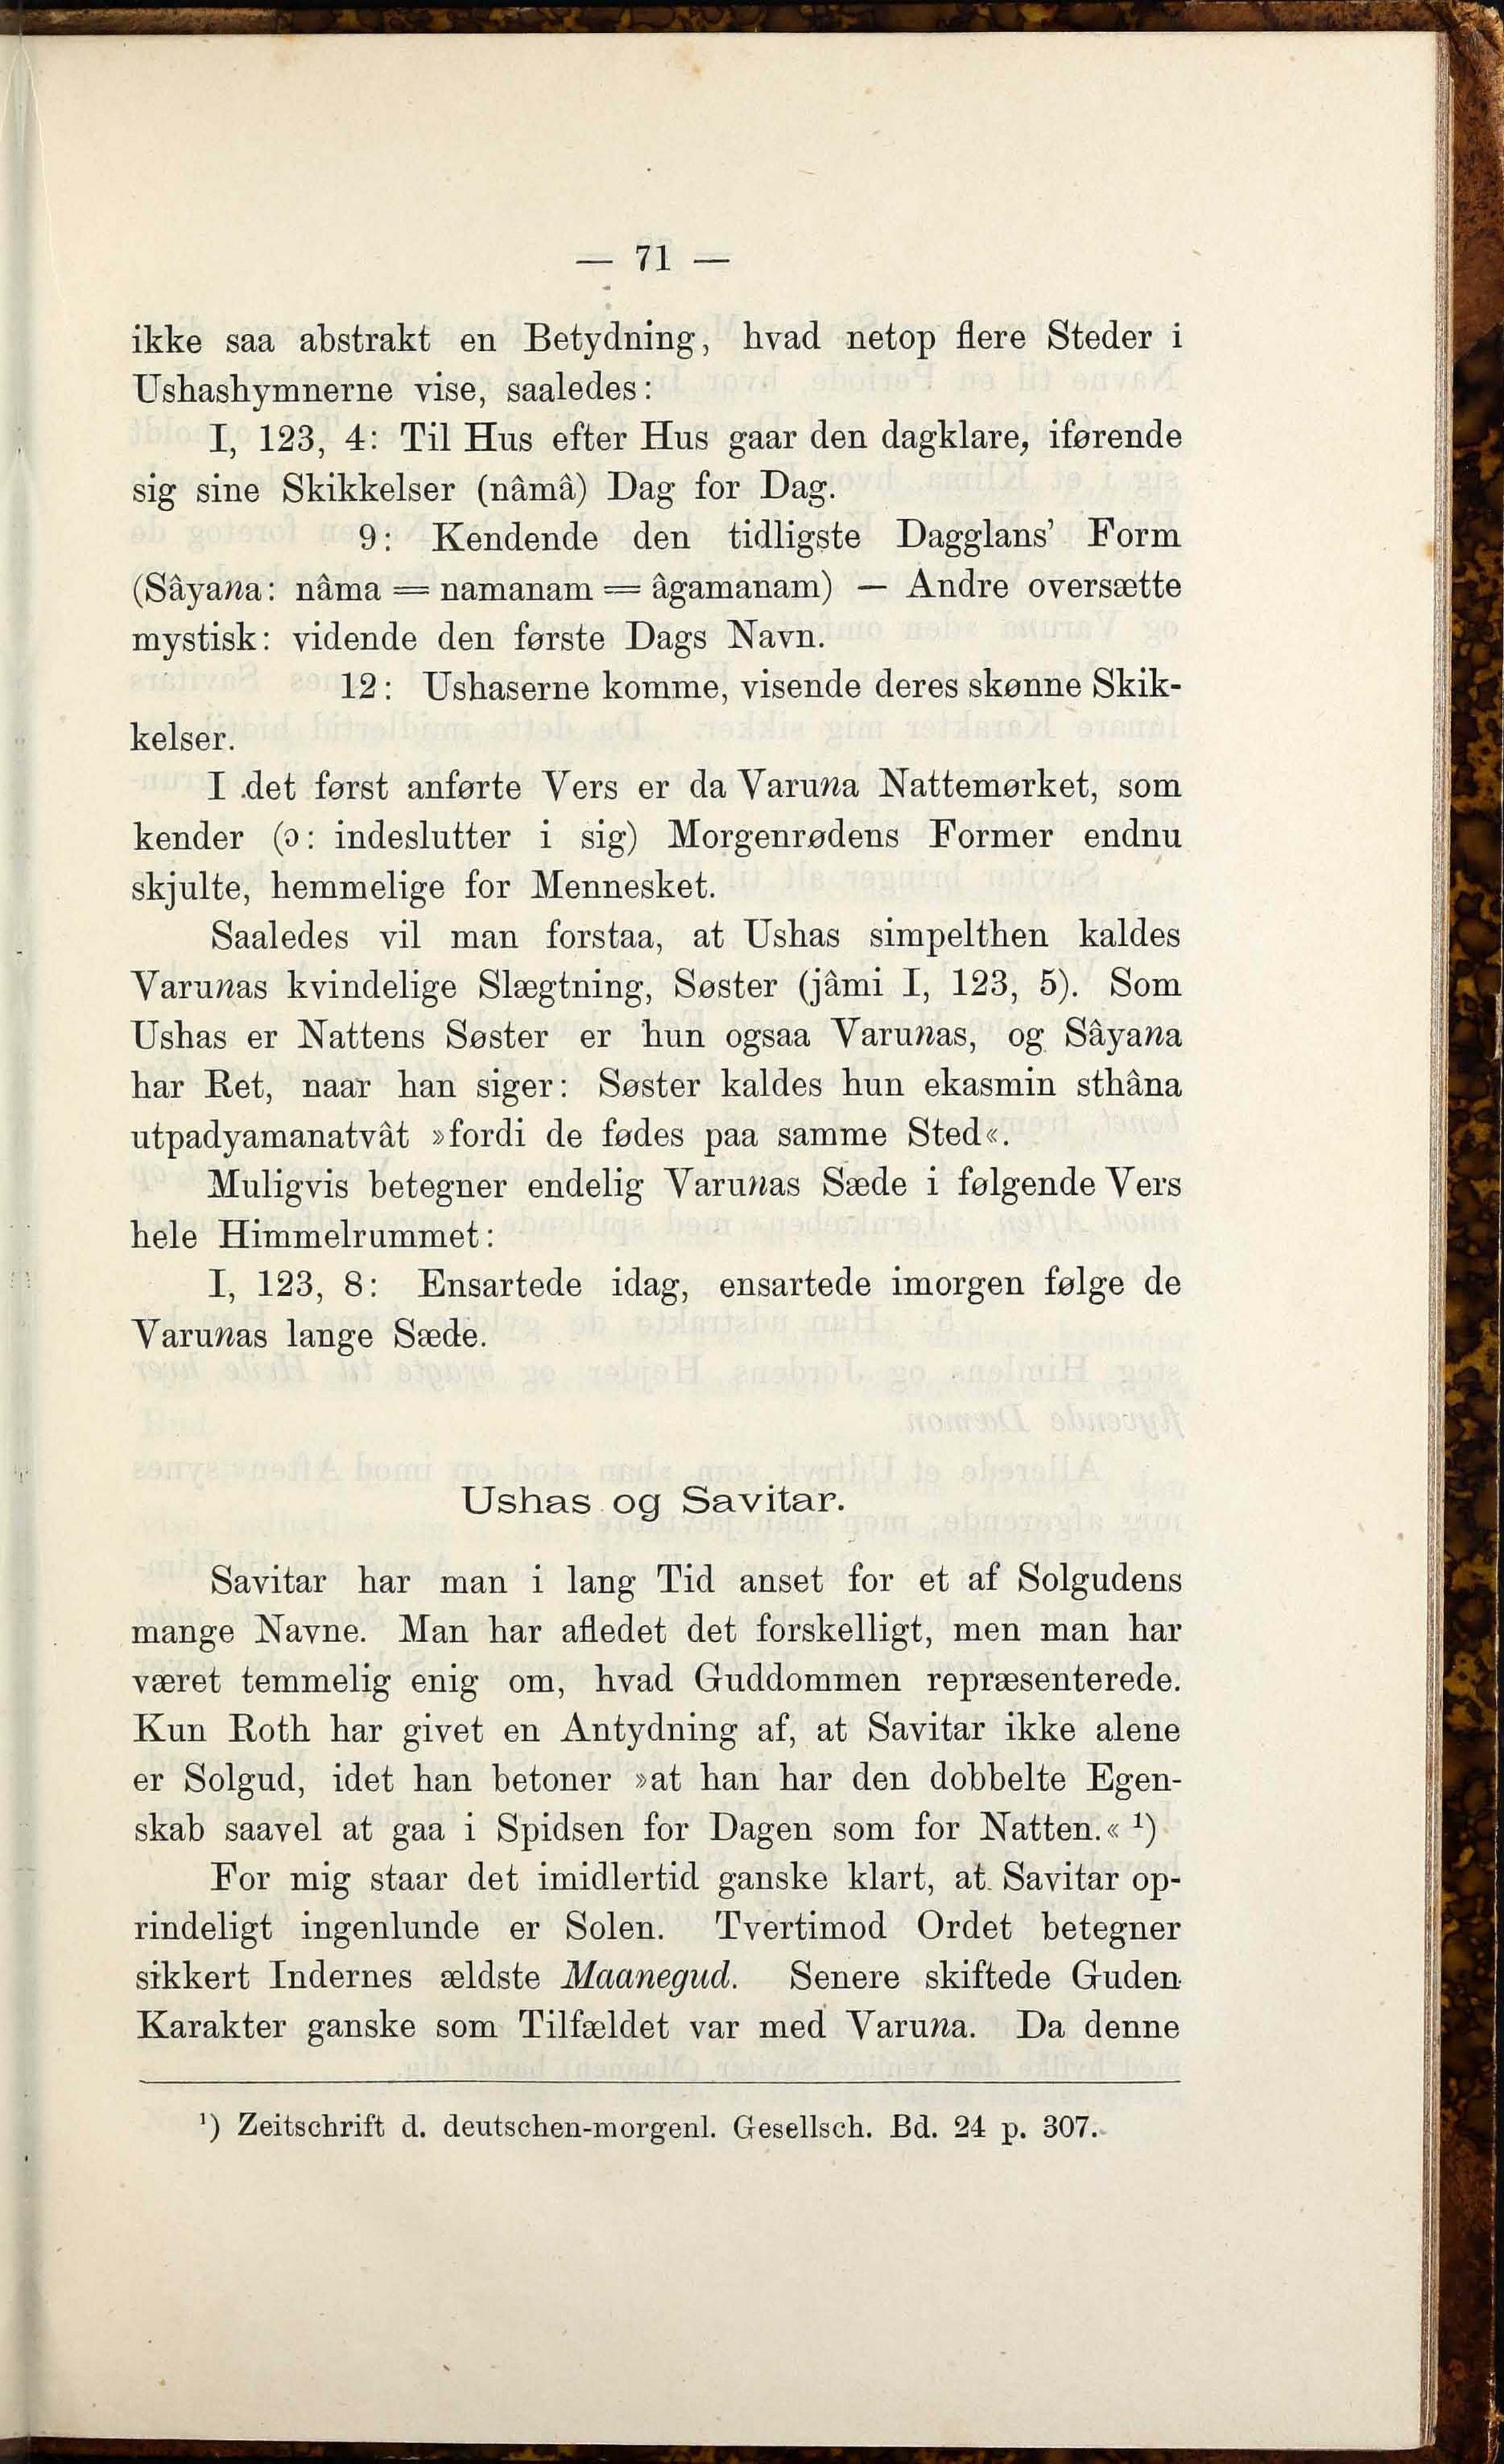 — 71 —
ikke saa abstrakt en Betydning, hvad netop flere Steder i
Ushashymnerne vise, saaledes:
I, 123, 4: Til Hus efter Hus gaar den dagklare, iførende
sig sine Skikkelser (nâmâ) Dag for Dag.
9: Kendende den tidligste Dagglans' Form
(Sâyana: nâma = namanam = âgamanam) — Andre oversætte
mystisk: vidende den første Dags Navn.
12: Ushaserne komme, visende deres skønne Skik-
kelser.
I det først anførte Vers er da Varuna Nattemørket, som
kender (ɔ: indeslutter i sig) Morgenrødens Former endnu
skjulte, hemmelige for Mennesket.
Saaledes vil man forstaa, at Ushas simpelthen kaldes
Varunas kvindelige Slægtning, Søster (jâmi I, 123, 5). Som
Ushas er Nattens Søster er hun ogsaa Varunas, og Sâyana
har Ret, naar han siger: Søster kaldes hun ekasmin sthâna
utpadyamanatvât »fordi de fødes paa samme Sted«.
Muligvis betegner endelig Varunas Sæde i følgende Vers
hele Himmelrummet:
I, 123, 8: Ensartede idag, ensartede imorgen følge de
Varunas lange Sæde.
Ushas og Savitar.
Savitar har man i lang Tid anset for et af Solgudens
mange Navne. Man har afledet det forskelligt, men man har
været temmelig enig om, hvad Guddommen repræsenterede.
Kun Roth har givet en Antydning af, at Savitar ikke alene
er Solgud, idet han betoner »at han har den dobbelte Egen-
skab saavel at gaa i Spidsen for Dagen som for Natten.« ¹)
For mig staar det imidlertid ganske klart, at Savitar op-
rindeligt ingenlunde er Solen. Tvertimod Ordet betegner
sikkert Indernes ældste Maanegud. Senere skiftede Guden
Karakter ganske som Tilfældet var med Varuna. Da denne
¹) Zeitschrift d. deutschen-morgenl. Gesellsch. Bd. 24 p. 307.